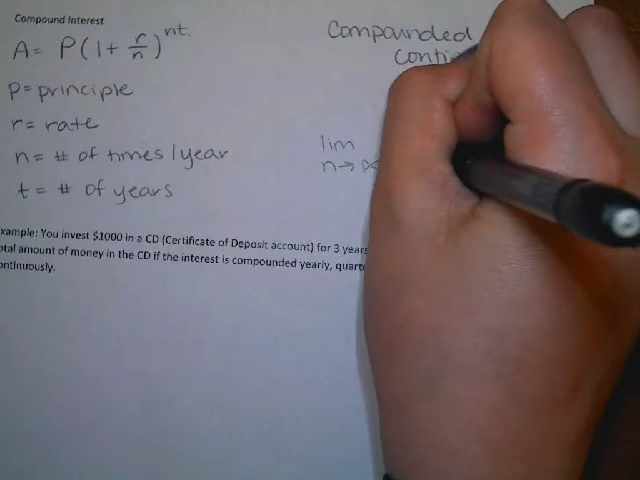 Compound Interest
A = P(1 + r/n)^nt.
Compounded
P = principle
r = rate
lim
n = # of times/year
n→∞
t = # of years
xample: You invest $1000 in a CD (Certificate of Deposit account) for 3 years
otal amount of money in the CD if the interest is compounded yearly, quart
ontinuously.